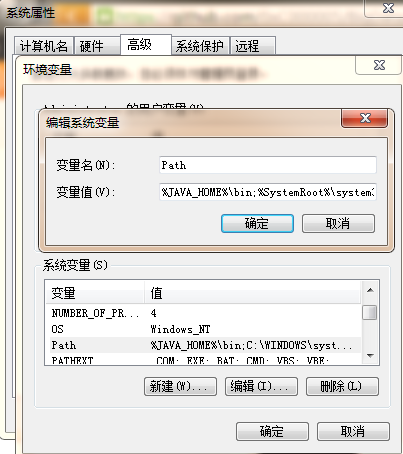 系统属性
计算机名 硬件 高级 系统保护 远程
环境变量
的用户变量(U)
编辑系统变量
变量名(N): Path
变量值(V): %JAVA_HOME%\bin;%SystemRoot%\system3
确定 取消
系统变量(S)
变量 值
NUMBER_OF_PR... 4
OS Windows_NT
Path %JAVA_HOME%\bin;C:\WINDOWS\syst...
PATHEXT .COM;.EXE;.BAT;.CMD;.VBS;.VBE;
新建(W)... 编辑(I)... 删除(L)
确定 取消